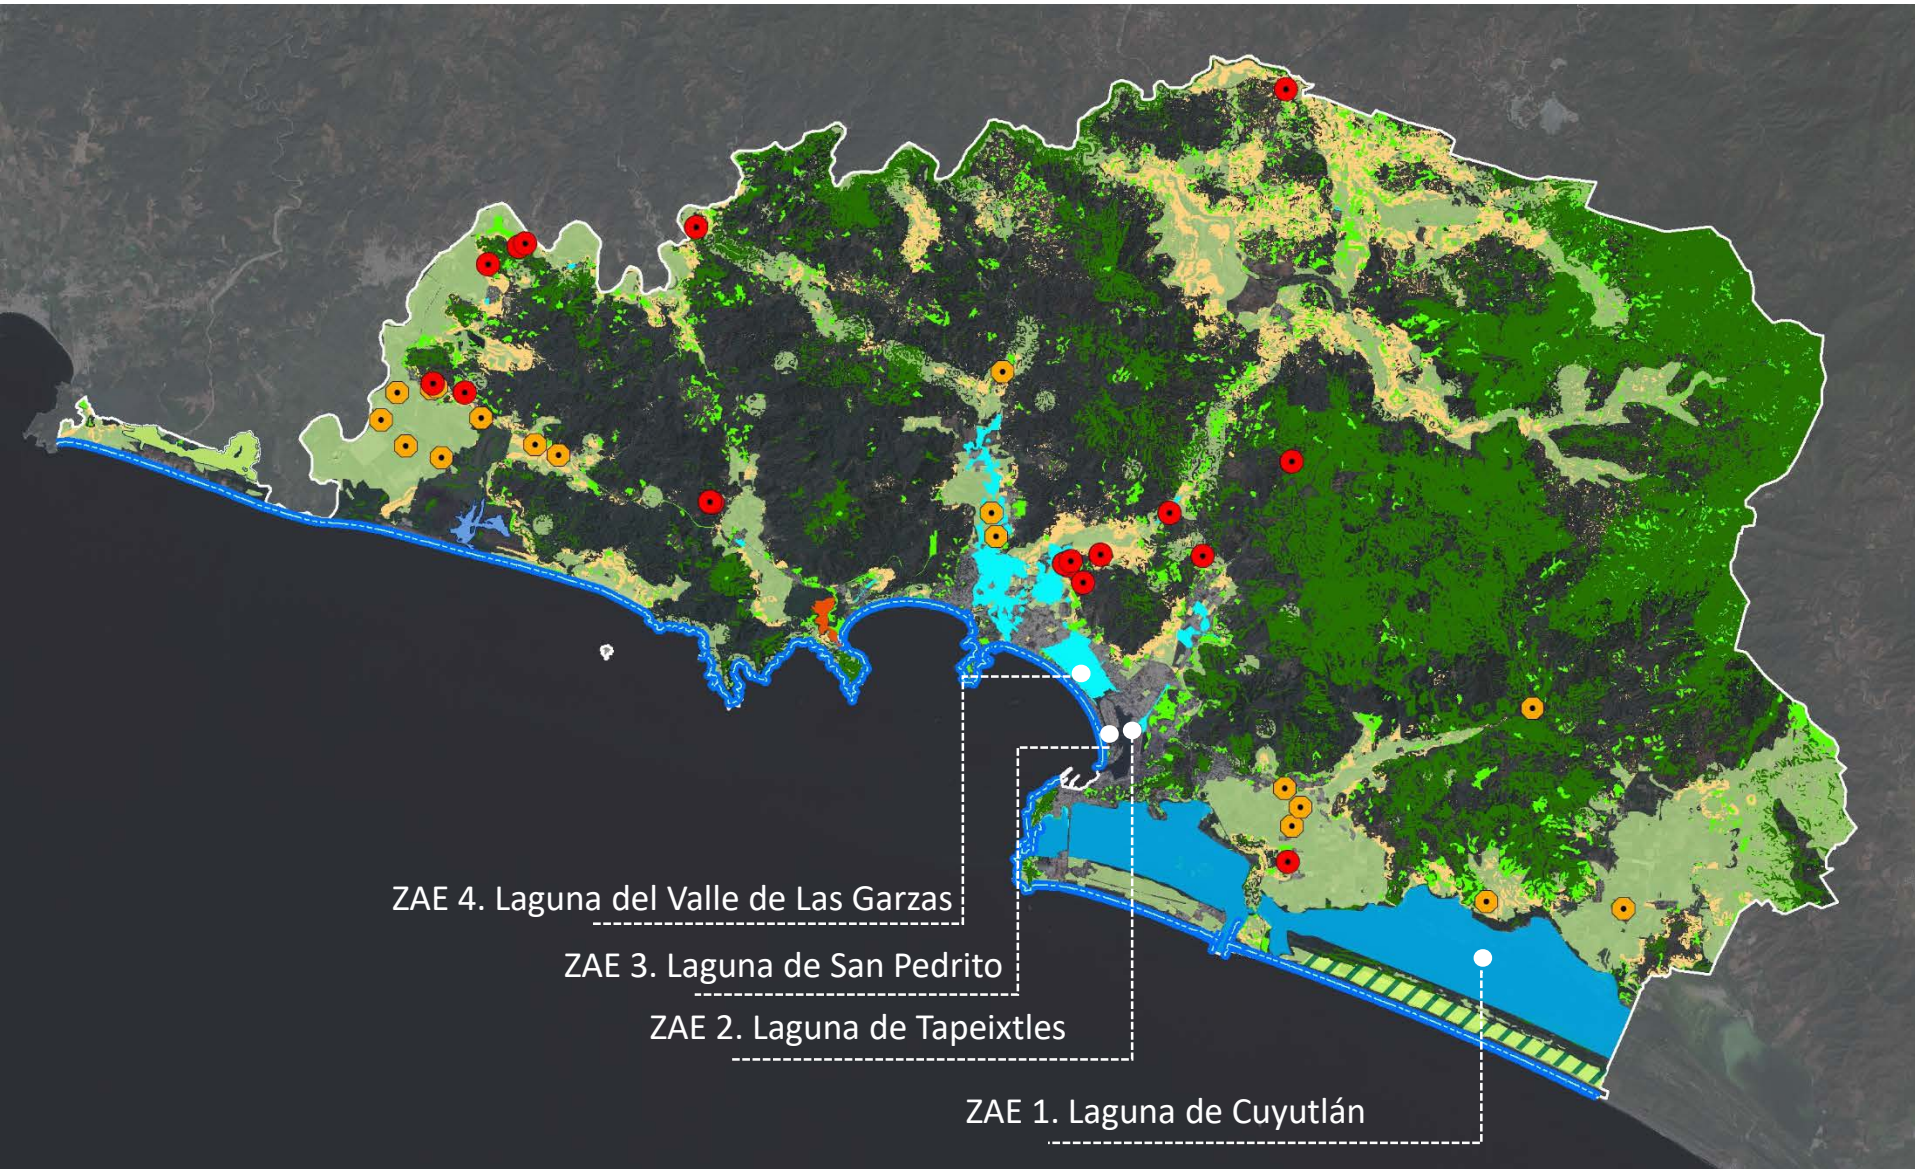 ZAE 4. Laguna del Valle de Las Garzas
ZAE 3. Laguna de San Pedrito
ZAE 2. Laguna de Tapeixtles
ZAE 1. Laguna de Cuyutlán